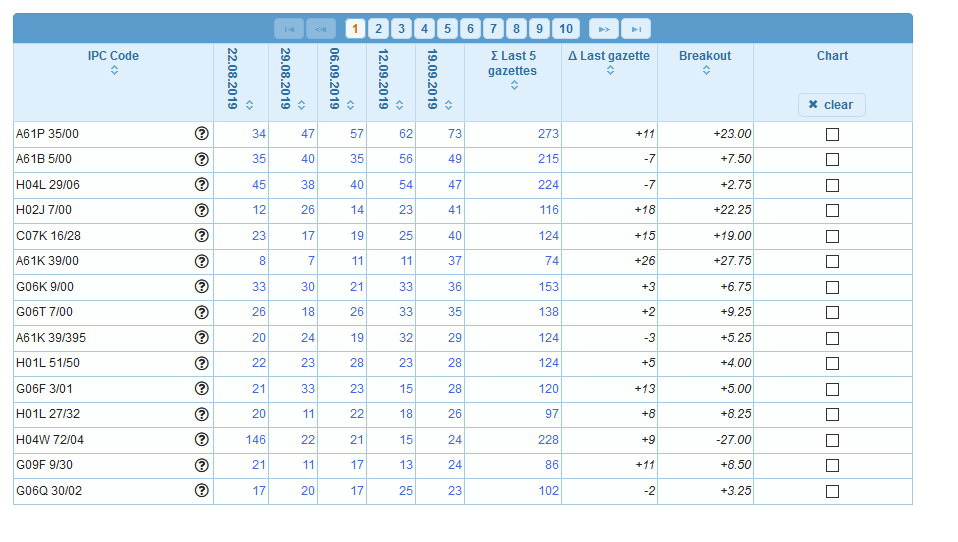 1 2 3 4 5 6 7 8 9 10
IPC Code 22.08.2019 29.08.2019 06.09.2019 12.09.2019 19.09.2019 Σ Last 5 gazettes Δ Last gazette Breakout Chart
✖ clear
A61P 35/00 34 47 57 62 73 273 +11 +23.00
A61B 5/00 35 40 35 56 49 215 -7 +7.50
H04L 29/06 45 38 40 54 47 224 -7 +2.75
H02J 7/00 12 26 14 23 41 116 +18 +22.25
C07K 16/28 23 17 19 25 40 124 +15 +19.00
A61K 39/00 8 7 11 11 37 74 +26 +27.75
G06K 9/00 33 30 21 33 36 153 +3 +6.75
G06T 7/00 26 18 26 33 35 138 +2 +9.25
A61K 39/395 20 24 19 32 29 124 -3 +5.25
H01L 51/50 22 23 28 23 28 124 +5 +4.00
G06F 3/01 21 33 23 15 28 120 +13 +5.00
H01L 27/32 20 11 22 18 26 97 +8 +8.25
H04W 72/04 146 22 21 15 24 228 +9 -27.00
G09F 9/30 21 11 17 13 24 86 +11 +8.50
G06Q 30/02 17 20 17 25 23 102 -2 +3.25